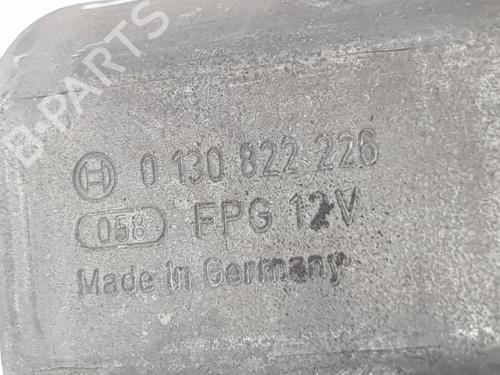 B-PARTS
0 130 822 226
058 FPG 12V
Made in Germany